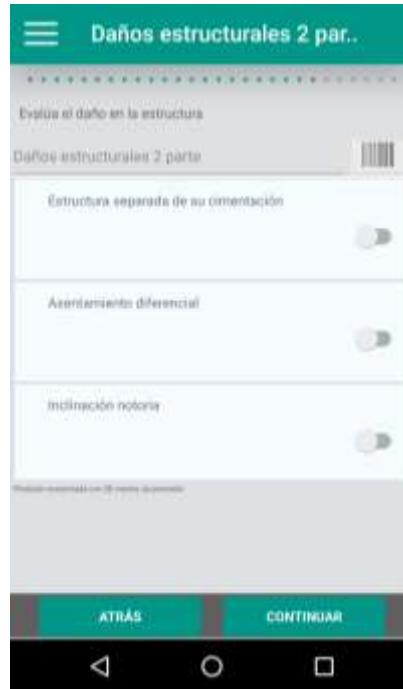 Daños estructurales 2 par..
Evalúa el daño en la estructura
Daños estructurales 2 parte
Estructura separada de su cimentación
Asentamiento diferencial
Inclinación notoria
ATRÁS
CONTINUAR